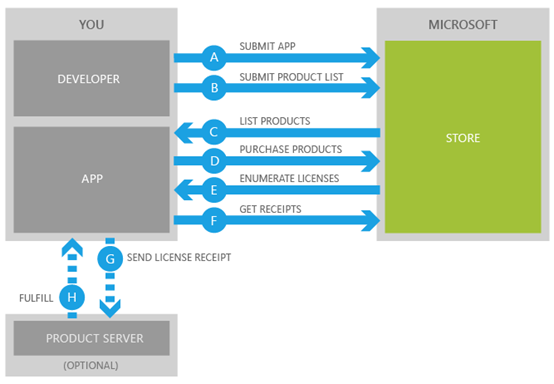 YOU
MICROSOFT
DEVELOPER
APP
STORE
A SUBMIT APP
B SUBMIT PRODUCT LIST
C LIST PRODUCTS
D PURCHASE PRODUCTS
E ENUMERATE LICENSES
F GET RECEIPTS
G SEND LICENSE RECEIPT
FULFILL H
PRODUCT SERVER
(OPTIONAL)